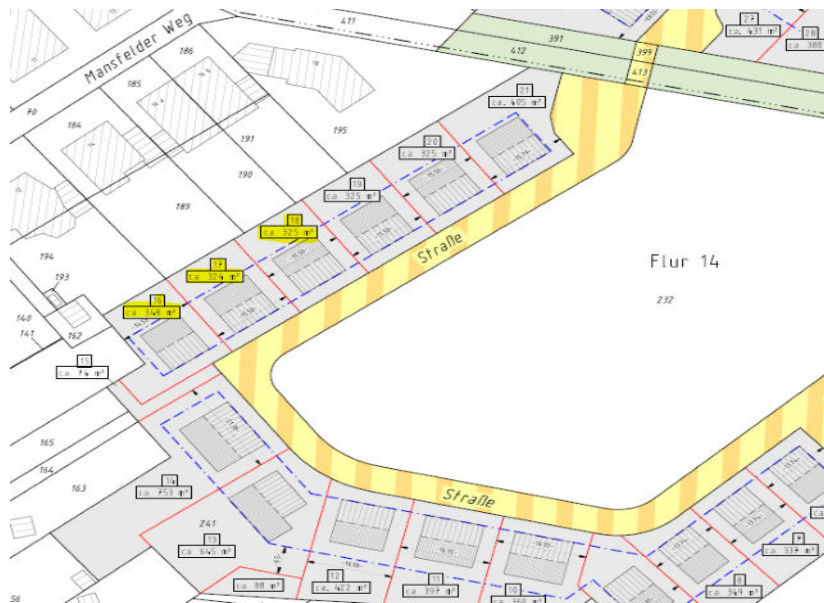 411
391
412
399
413
27
ca. 431 m²
28
ca. 388
Mansfelder Weg
186
185
184
70
195
191
190
189
21
ca. 405 m²
20
ca. 325 m²
19
ca. 325 m²
18
ca. 325 m²
17
ca. 324 m²
16
ca. 348 m²
Straße
Flur 14
232
194
193
140
141
162
15
ca. 74 m²
165
164
163
14
ca. 753 m²
241
13
ca. 645 m²
ca. 88 m²
Straße
12
ca. 422 m²
11
ca. 397 m²
10
7
ca. 337 m²
8
ca. 349 m²
56